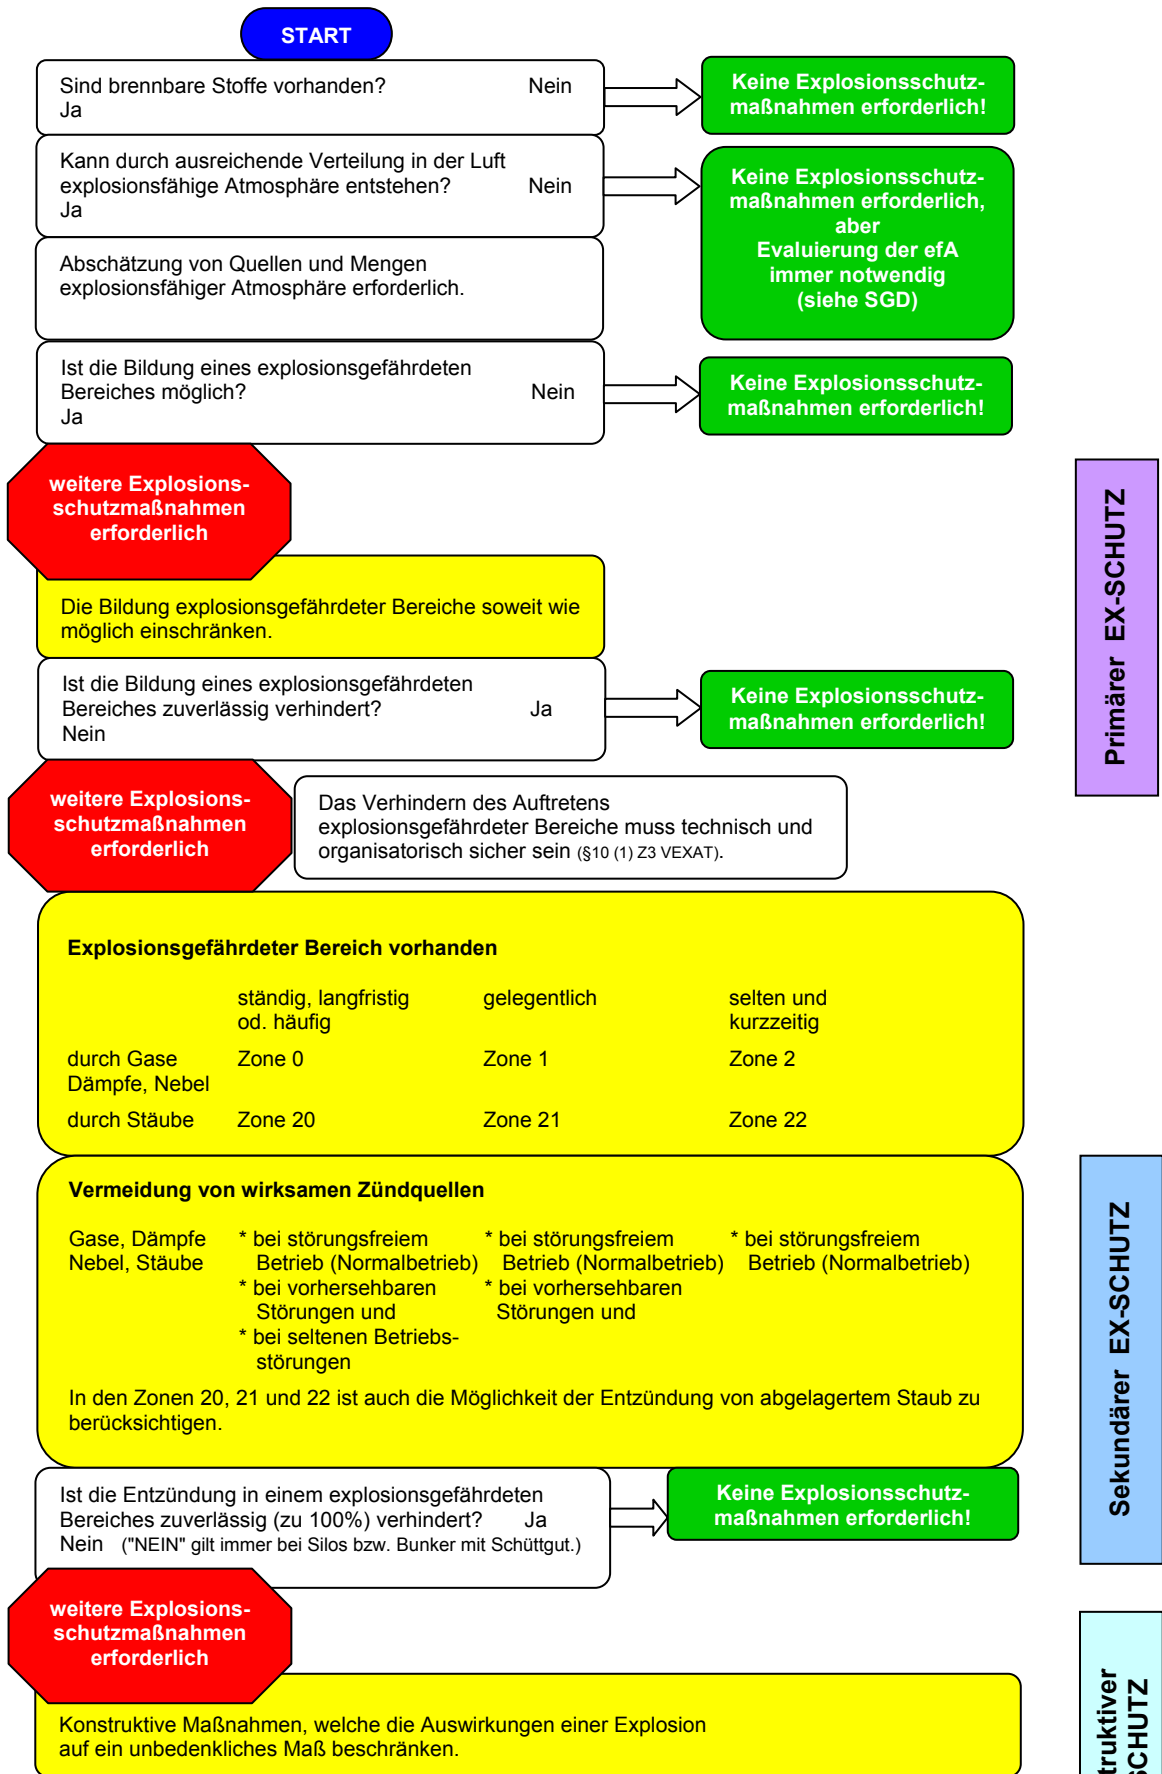 START
Sind brennbare Stoffe vorhanden? Nein
Ja
Keine Explosionsschutz-
maßnahmen erforderlich!
Kann durch ausreichende Verteilung in der Luft
explosionsfähige Atmosphäre entstehen? Nein
Ja
Keine Explosionsschutz-
maßnahmen erforderlich,
aber
Evaluierung der efA
immer notwendig
(siehe SGD)
Abschätzung von Quellen und Mengen
explosionsfähiger Atmosphäre erforderlich.
Ist die Bildung eines explosionsgefährdeten
Bereiches möglich? Nein
Ja
Keine Explosionsschutz-
maßnahmen erforderlich!
weitere Explosions-
schutzmaßnahmen
erforderlich
Primärer EX-SCHUTZ
Die Bildung explosionsgefährdeter Bereiche soweit wie
möglich einschränken.
Ist die Bildung eines explosionsgefährdeten
Bereiches zuverlässig verhindert? Ja
Nein
Keine Explosionsschutz-
maßnahmen erforderlich!
weitere Explosions-
schutzmaßnahmen
erforderlich
Das Verhindern des Auftretens
explosionsgefährdeter Bereiche muss technisch und
organisatorisch sicher sein (§10 (1) Z3 VEXAT).
Explosionsgefährdeter Bereich vorhanden
ständig, langfristig gelegentlich selten und
od. häufig kurzzeitig
durch Gase Zone 0 Zone 1 Zone 2
Dämpfe, Nebel
durch Stäube Zone 20 Zone 21 Zone 22
Vermeidung von wirksamen Zündquellen
Gase, Dämpfe * bei störungsfreiem * bei störungsfreiem * bei störungsfreiem
Nebel, Stäube Betrieb (Normalbetrieb) Betrieb (Normalbetrieb) Betrieb (Normalbetrieb)
* bei vorhersehbaren * bei vorhersehbaren
Störungen und Störungen und
* bei seltenen Betriebs-
störungen
In den Zonen 20, 21 und 22 ist auch die Möglichkeit der Entzündung von abgelagertem Staub zu
berücksichtigen.
Sekundärer EX-SCHUTZ
Ist die Entzündung in einem explosionsgefährdeten
Bereiches zuverlässig (zu 100%) verhindert? Ja
Nein ("NEIN" gilt immer bei Silos bzw. Bunker mit Schüttgut.)
Keine Explosionsschutz-
maßnahmen erforderlich!
weitere Explosions-
schutzmaßnahmen
erforderlich
Konstruktive Maßnahmen, welche die Auswirkungen einer Explosion
auf ein unbedenkliches Maß beschränken.